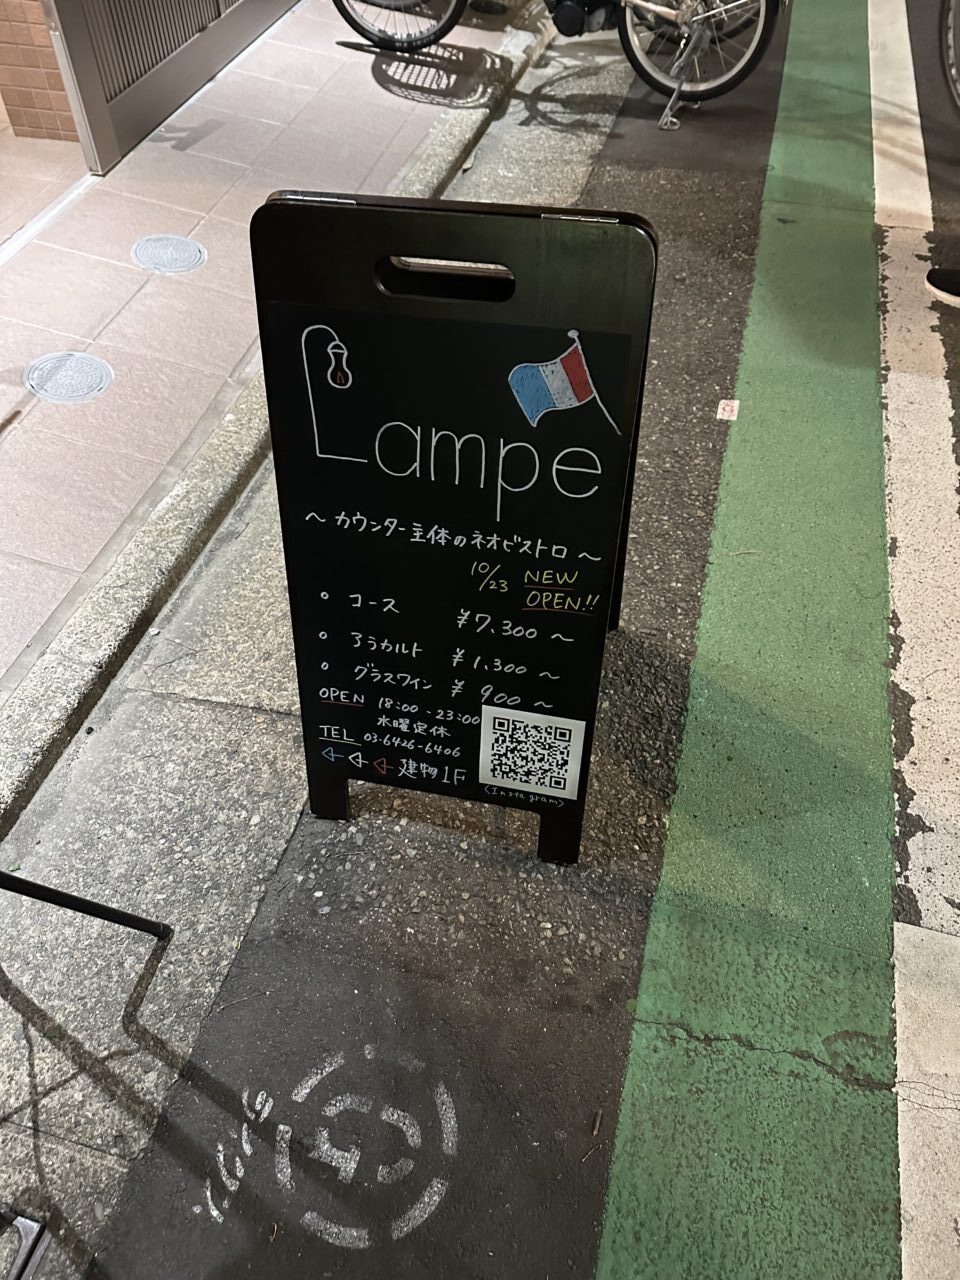 Lampe
～ カウンター主体のネオビストロ ～
10/23 NEW
OPEN!!
○ コース ¥7,300 ～
○ アラカルト ¥1,300 ～
○ グラスワイン ¥900 ～
OPEN 18:00 - 23:00
水曜定休
TEL 03-6426-6406
建物1F
<Instagram>